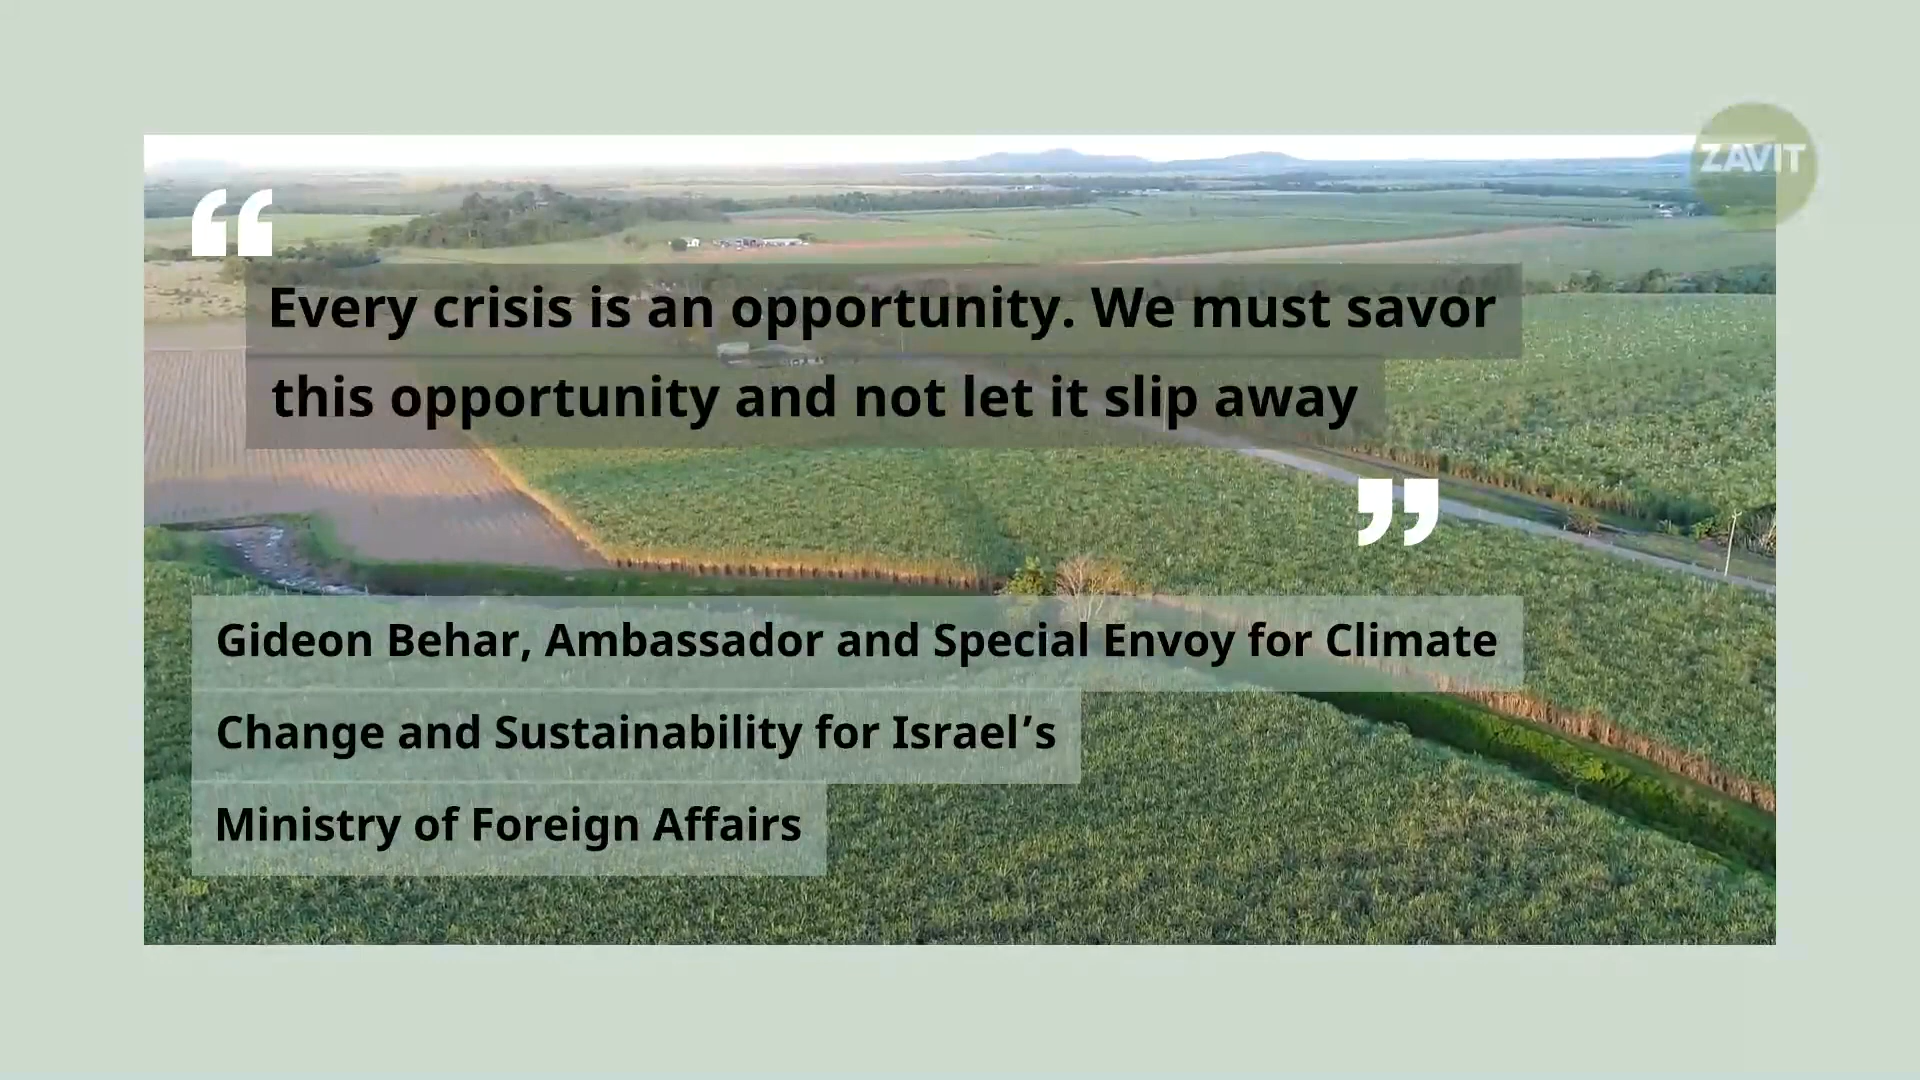 ZAVIT
“
Every crisis is an opportunity. We must savor
this opportunity and not let it slip away
”
Gideon Behar, Ambassador and Special Envoy for Climate
Change and Sustainability for Israel’s
Ministry of Foreign Affairs